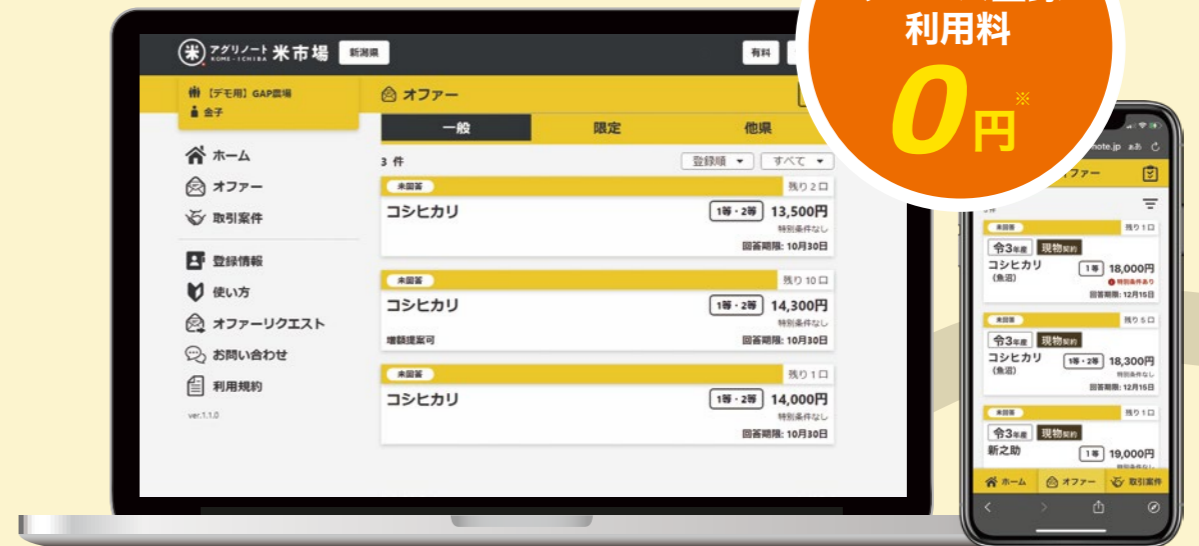 利用料
0円※
米 アグリノート 米市場 新潟県
KOME-ICHIBA
有料
【デモ用】GAP農場
金子
オファー
一般 限定 他県
ホーム
オファー
取引案件
登録情報
使い方
オファーリクエスト
お問い合わせ
利用規約
ver.1.1.0
3 件
登録順 すべて
未回答 残り 2 口
コシヒカリ 1等・2等 13,500円
特別条件なし
回答期限: 10月30日
未回答 残り 10 口
コシヒカリ 1等・2等 14,300円
特別条件なし
増額提案可 回答期限: 10月30日
未回答 残り 1 口
コシヒカリ 1等・2等 14,000円
特別条件なし
回答期限: 10月30日
note.jp ああ
ファー
未回答 残り 1 口
令3年産 現物契約
コシヒカリ 1等 18,000円
(魚沼) 特別条件あり
回答期限: 12月15日
未回答 残り 5 口
令3年産 現物契約
コシヒカリ 1等・2等 18,300円
(魚沼) 特別条件なし
回答期限: 12月15日
未回答 残り 1 口
令3年産 現物契約
新之助 1等 19,000円
ホーム オファー 取引案件